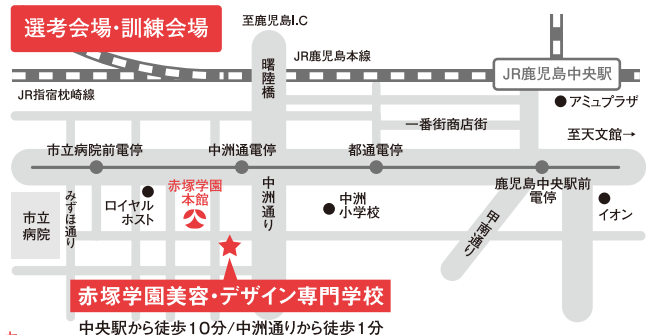 選考会場・訓練会場
至鹿児島I.C
曙陸橋
JR鹿児島本線
JR鹿児島中央駅
JR指宿枕崎線
アミュプラザ
一番街商店街
至天文館→
市立病院前電停
中洲通電停
都通電停
鹿児島中央駅前
電停
市立
病院
みずほ通り
ロイヤル
ホスト
赤塚学園
本館
中洲通り
中洲
小学校
甲南通り
イオン
赤塚学園美容・デザイン専門学校
中央駅から徒歩10分/中洲通りから徒歩1分